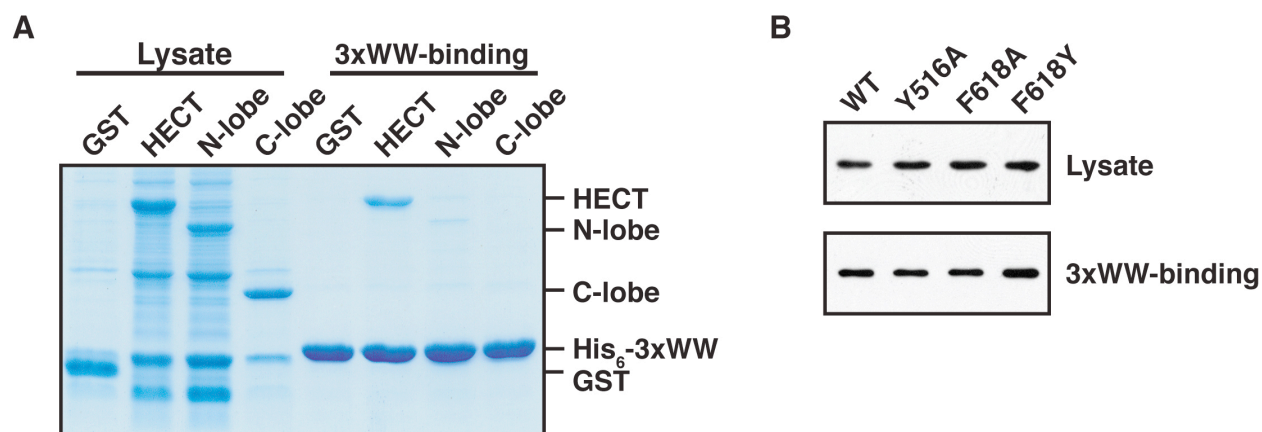 A
Lysate
3xWW-binding
GST
HECT
N-lobe
C-lobe
GST
HECT
N-lobe
C-lobe
HECT
N-lobe
C-lobe
His6-3xWW
GST
B
WT
Y516A
F618A
F618Y
Lysate
3xWW-binding